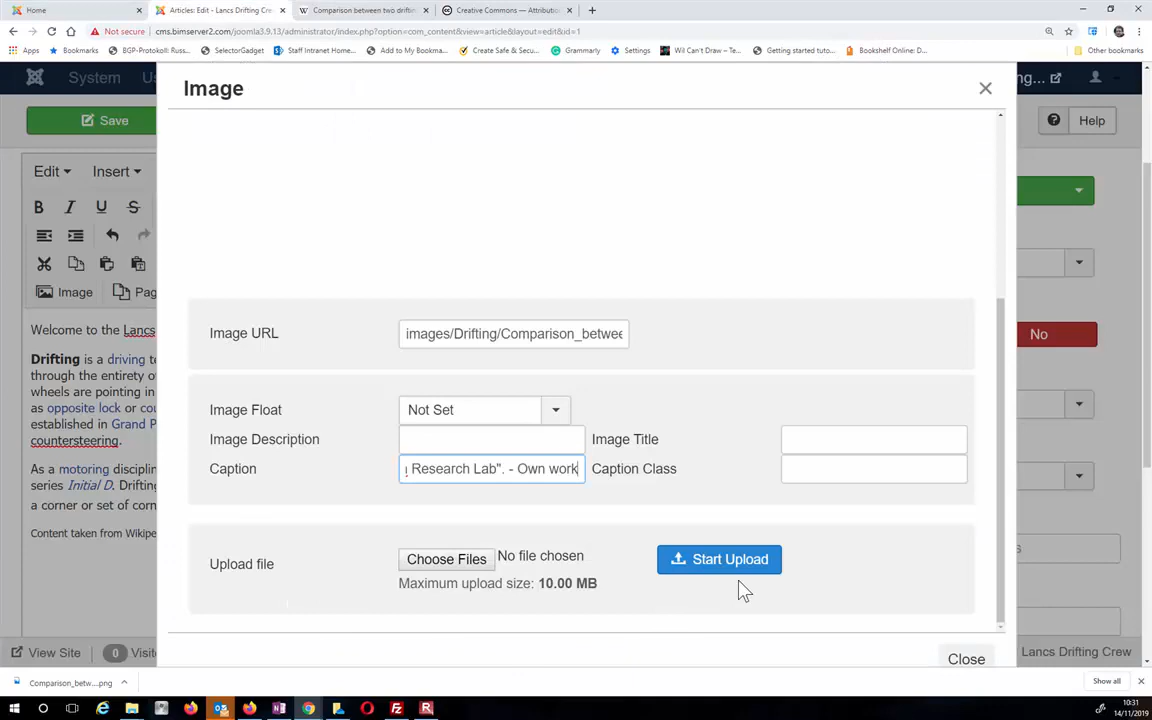 Home
Articles: Edit - Lancs Drifting Cre
Comparison between two driftin
Creative Commons — Attribution
Not secure
cms.bimserver2.com/joomla3.9.13/administrator/index.php?option=com_content&view=article&layout=edit&id=1
Apps
Bookmarks
BGP-Protokoll: Russ...
SelectorGadget
Staff Intranet Home...
Add to My Bookma...
Create Safe & Secu...
Grammarly
Settings
Wil Can't Draw – Te...
Getting started tuto...
Bookshelf Online: D...
Other bookmarks
System
Us
ng...
Image
Save
Help
Edit
Insert
B I U S
Image
Pag
Welcome to the Lancs
Drifting is a driving te
through the entirety of
wheels are pointing in
as opposite lock or cou
established in Grand P
countersteering.
As a motoring disciplin
series Initial D. Drifting
a corner or set of corn
Content taken from Wikipe
Image URL
images/Drifting/Comparison_betwee
No
Image Float
Not Set
Image Description
Image Title
Caption
Research Lab". - Own work
Caption Class
Upload file
Choose Files
No file chosen
Start Upload
Maximum upload size: 10.00 MB
s
Close
View Site
0
Visito
Lancs Drifting Crew
Comparison_betw....png
Show all
10:31
14/11/2019